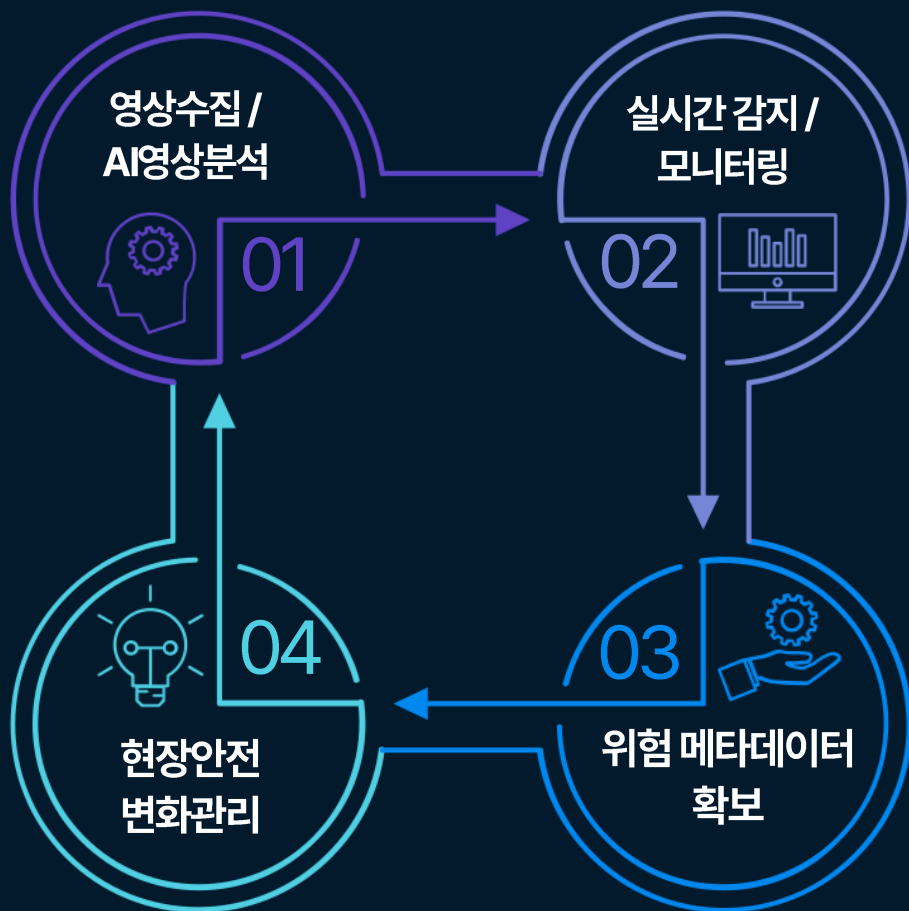 영상수집 /
AI영상분석
01
실시간 감지 /
모니터링
02
03
위험 메타데이터
확보
04
현장안전
변화관리